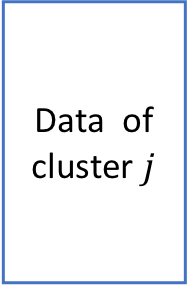 Data of
cluster j